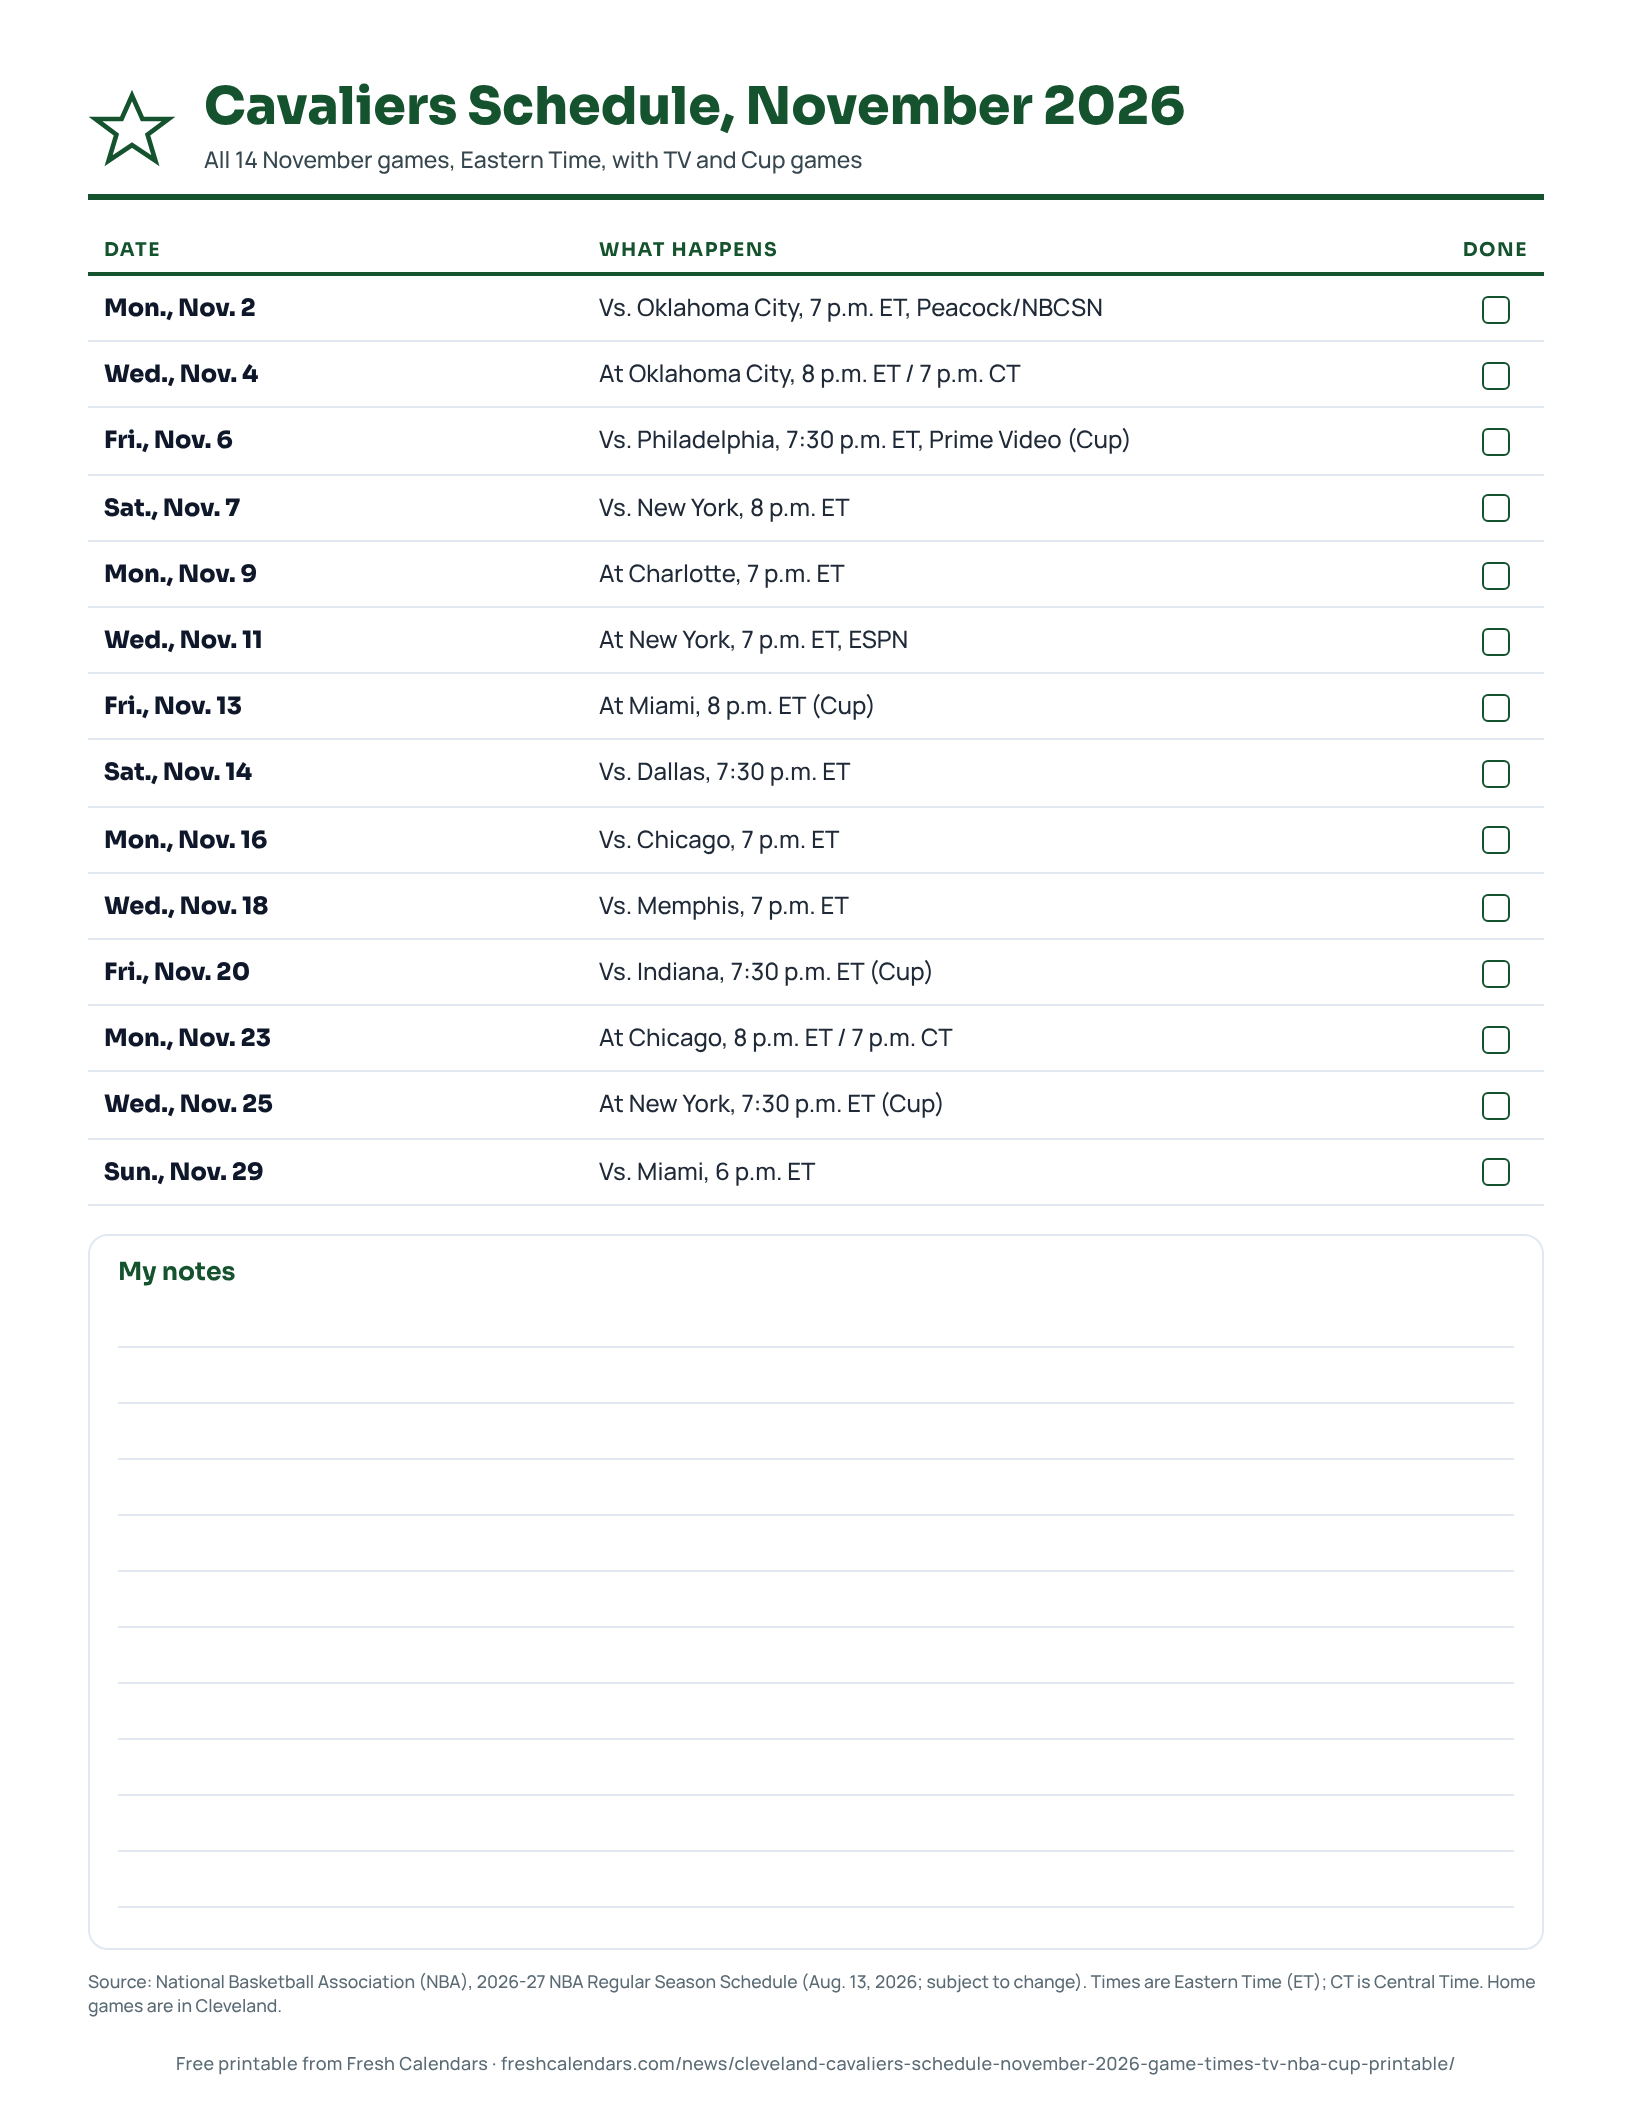 Cavaliers Schedule, November 2026
All 14 November games, Eastern Time, with TV and Cup games
DATE WHAT HAPPENS DONE
Mon., Nov. 2 Vs. Oklahoma City, 7 p.m. ET, Peacock/NBCSN
Wed., Nov. 4 At Oklahoma City, 8 p.m. ET / 7 p.m. CT
Fri., Nov. 6 Vs. Philadelphia, 7:30 p.m. ET, Prime Video (Cup)
Sat., Nov. 7 Vs. New York, 8 p.m. ET
Mon., Nov. 9 At Charlotte, 7 p.m. ET
Wed., Nov. 11 At New York, 7 p.m. ET, ESPN
Fri., Nov. 13 At Miami, 8 p.m. ET (Cup)
Sat., Nov. 14 Vs. Dallas, 7:30 p.m. ET
Mon., Nov. 16 Vs. Chicago, 7 p.m. ET
Wed., Nov. 18 Vs. Memphis, 7 p.m. ET
Fri., Nov. 20 Vs. Indiana, 7:30 p.m. ET (Cup)
Mon., Nov. 23 At Chicago, 8 p.m. ET / 7 p.m. CT
Wed., Nov. 25 At New York, 7:30 p.m. ET (Cup)
Sun., Nov. 29 Vs. Miami, 6 p.m. ET
My notes
Source: National Basketball Association (NBA), 2026-27 NBA Regular Season Schedule (Aug. 13, 2026; subject to change). Times are Eastern Time (ET); CT is Central Time. Home
games are in Cleveland.
Free printable from Fresh Calendars · freshcalendars.com/news/cleveland-cavaliers-schedule-november-2026-game-times-tv-nba-cup-printable/